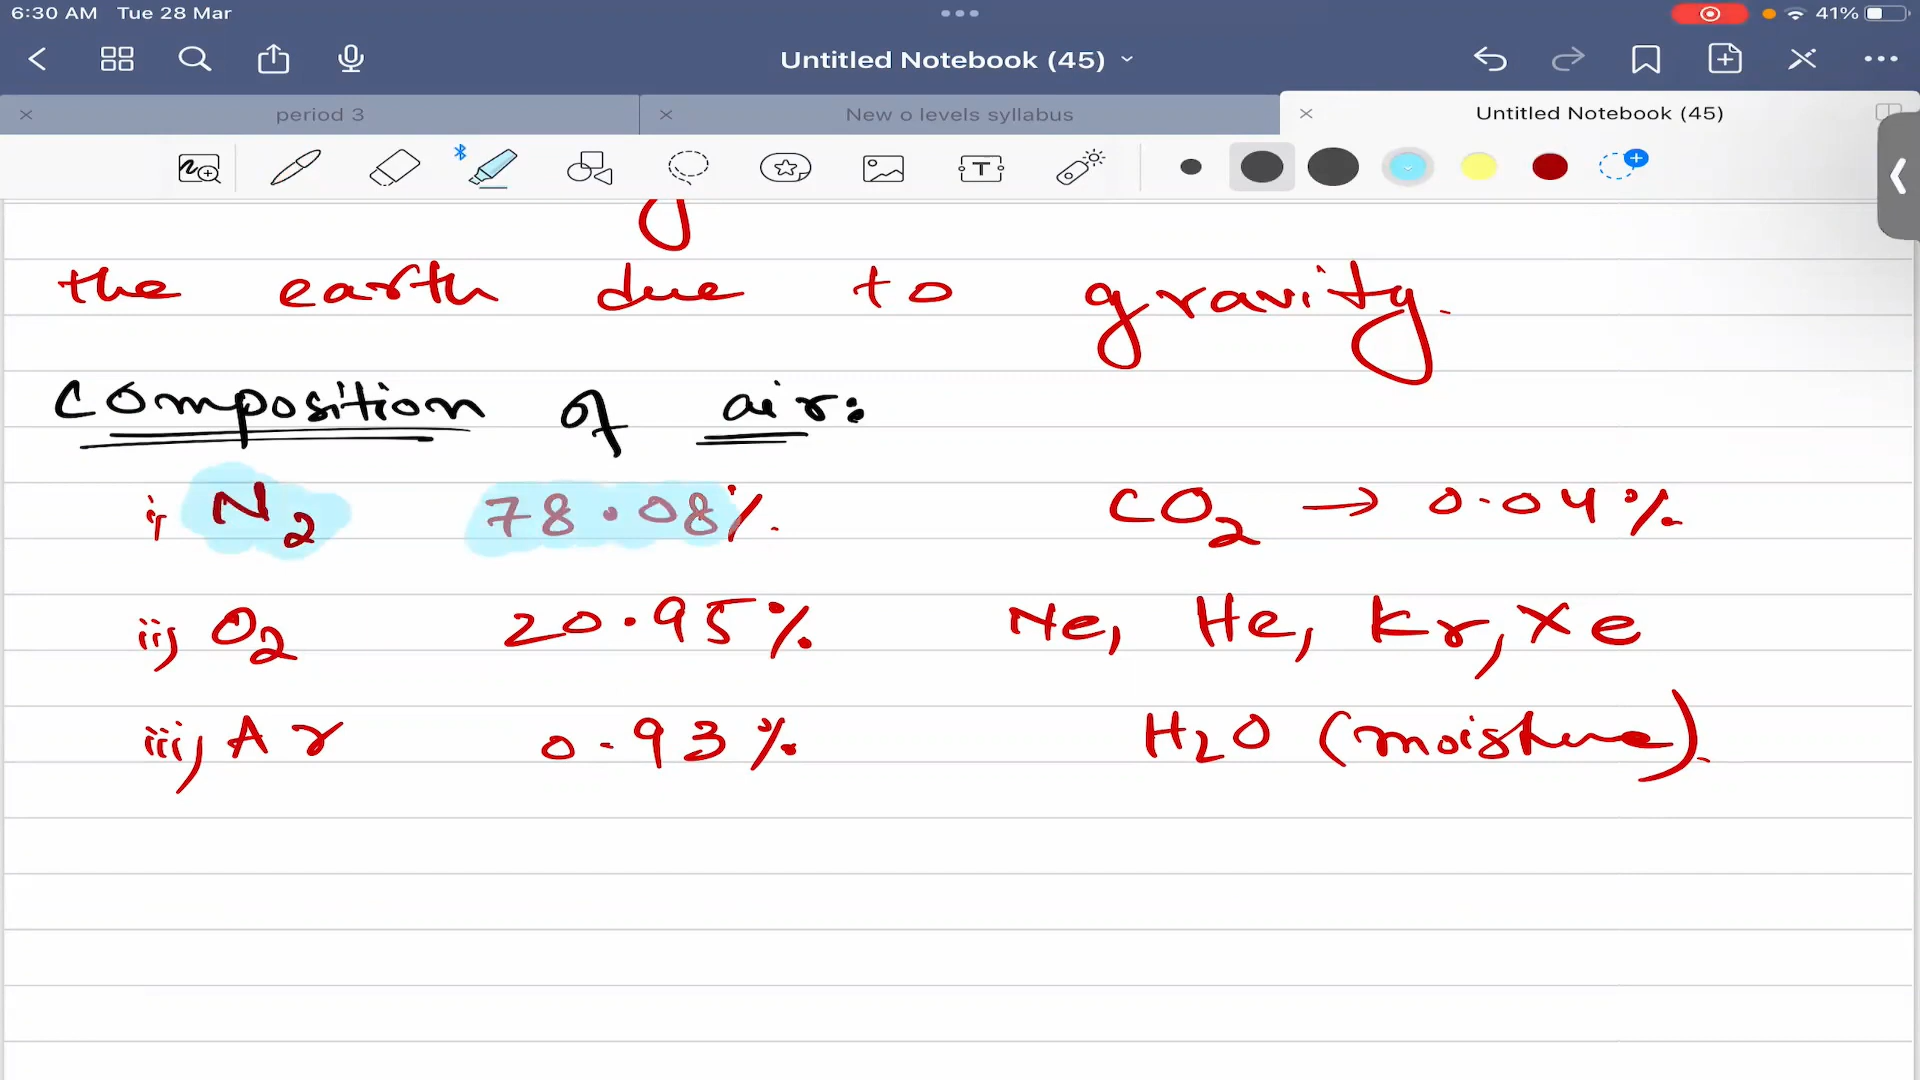 6:30 AM Tue 28 Mar
41%
Untitled Notebook (45)
period 3
New o levels syllabus
Untitled Notebook (45)
T
the earth due to gravity.
Composition of air:
i) N2 78.08%.
CO2 → 0.04%.
ii) O2 20.95%
Ne, He, Kr, Xe
iii) Ar 0.93%
H2O (moisture).